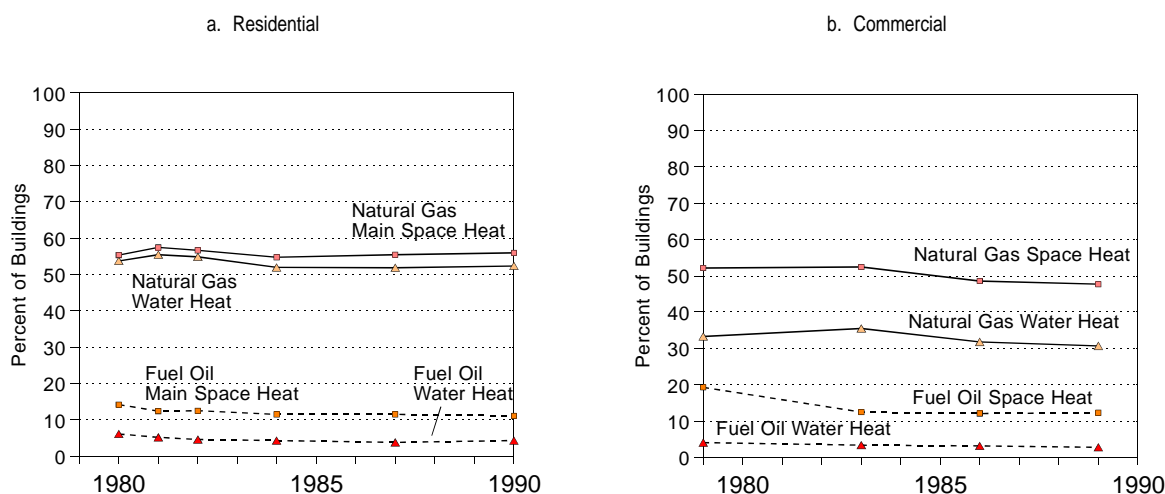 a. Residential
100
90
80
70
60
50
40
30
20
10
0
Percent of Buildings
Natural Gas
Main Space Heat
Natural Gas
Water Heat
Fuel Oil
Main Space Heat
Fuel Oil
Water Heat
1980
1985
1990
b. Commercial
100
90
80
70
60
50
40
30
20
10
0
Percent of Buildings
Natural Gas Space Heat
Natural Gas Water Heat
Fuel Oil Space Heat
Fuel Oil Water Heat
1980
1985
1990